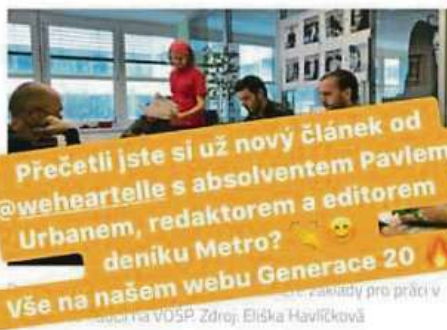 Přečetli jste si už nový článek od
@weheartelle s absolventem Pavlem
Urbanem, redaktorem a editorem
deníku Metro?
Vše na našem webu Generace 20
základy pro práci v
na VOŠP. Zdroj: Eliška Havlíčková